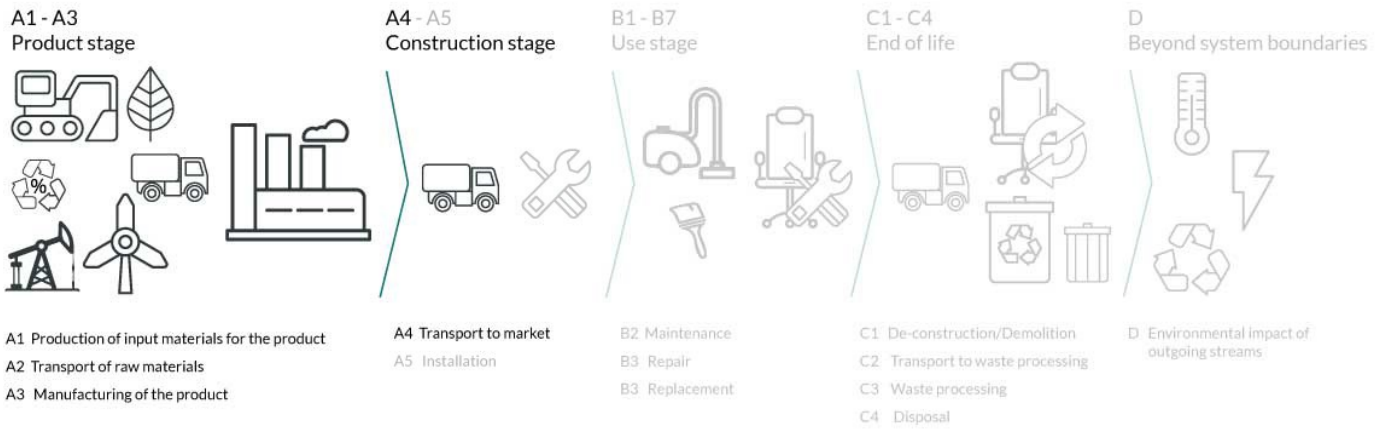 A1 - A3
Product stage
A4 - A5
Construction stage
B1 - B7
Use stage
C1 - C4
End of life
D
Beyond system boundaries
%
A1 Production of input materials for the product
A2 Transport of raw materials
A3 Manufacturing of the product
A4 Transport to market
A5 Installation
B2 Maintenance
B3 Repair
B3 Replacement
C1 De-construction/Demolition
C2 Transport to waste processing
C3 Waste processing
C4 Disposal
D Environmental impact of
outgoing streams